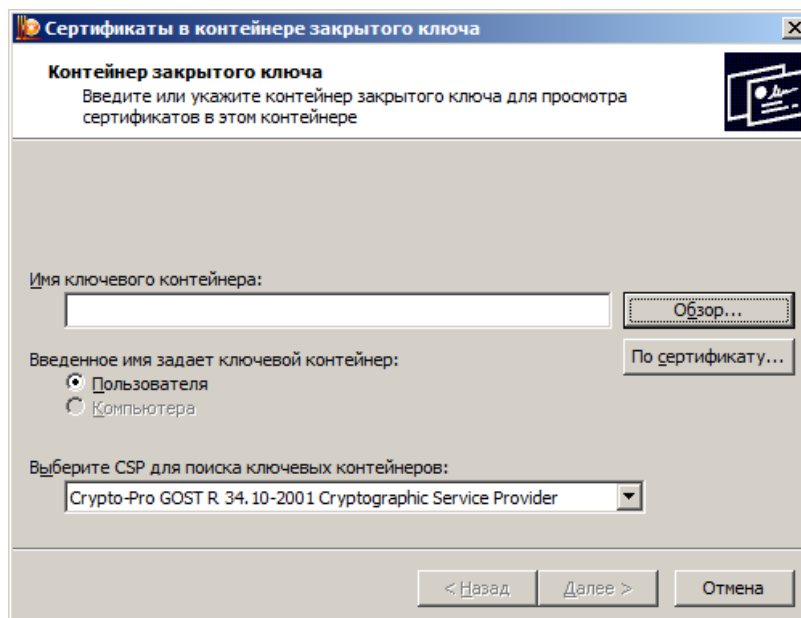 Сертификаты в контейнере закрытого ключа
Контейнер закрытого ключа
Введите или укажите контейнер закрытого ключа для просмотра
сертификатов в этом контейнере
Имя ключевого контейнера:
Обзор...
Введенное имя задает ключевой контейнер:
По сертификату...
Пользователя
Компьютера
Выберите CSP для поиска ключевых контейнеров:
Crypto-Pro GOST R 34.10-2001 Cryptographic Service Provider
< Назад
Далее >
Отмена